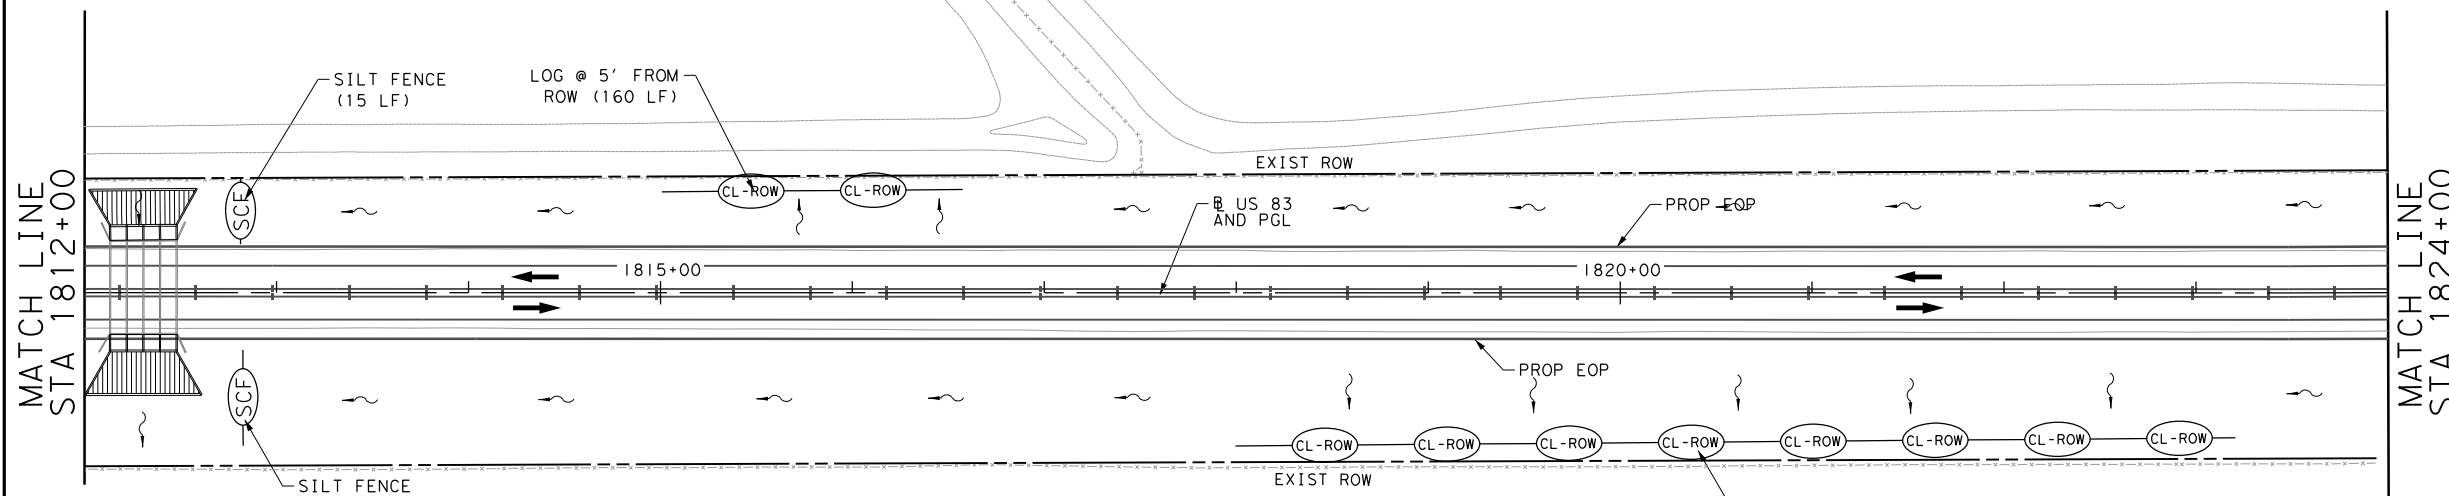 SILT FENCE
(15 LF)
LOG @ 5' FROM
ROW (160 LF)
EXIST ROW
MATCH LINE
STA 1812+00
SCF
CL-ROW
CL-ROW
℄ US 83
AND PGL
PROP EOP
1815+00
1820+00
MATCH LINE
STA 1824+00
PROP EOP
SCF
CL-ROW
CL-ROW
CL-ROW
CL-ROW
CL-ROW
CL-ROW
CL-ROW
CL-ROW
SILT FENCE
EXIST ROW